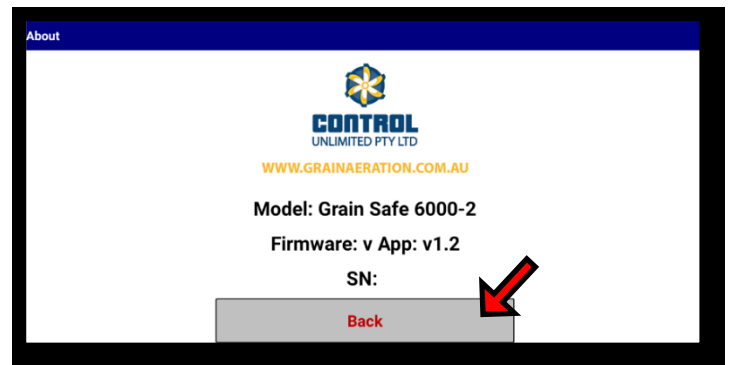 About
CONTROL
UNLIMITED PTY LTD
WWW.GRAINAERATION.COM.AU
Model: Grain Safe 6000-2
Firmware: v App: v1.2
SN:
Back